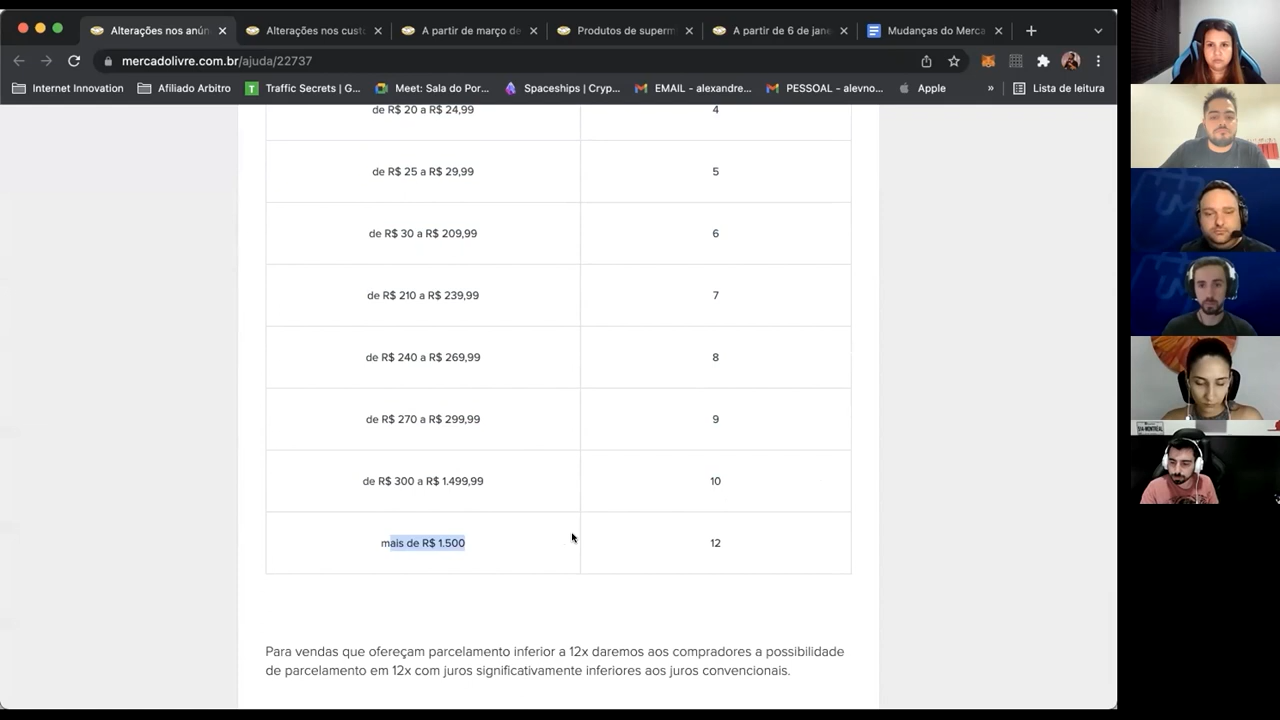 Alterações nos anún
Alterações nos cust
A partir de março de
Produtos de superm
A partir de 6 de jane
Mudanças do Merca
mercadolivre.com.br/ajuda/22737
Internet Innovation
Afiliado Arbitro
Traffic Secrets | G...
Meet: Sala do Por...
Spaceships | Cryp...
EMAIL - alexandre...
PESSOAL - alevno...
Apple
»
Lista de leitura
de R$ 20 a R$ 24,99 4
de R$ 25 a R$ 29,99 5
de R$ 30 a R$ 209,99 6
de R$ 210 a R$ 239,99 7
de R$ 240 a R$ 269,99 8
de R$ 270 a R$ 299,99 9
de R$ 300 a R$ 1.499,99 10
mais de R$ 1.500 12
Para vendas que ofereçam parcelamento inferior a 12x daremos aos compradores a possibilidade
de parcelamento em 12x com juros significativamente inferiores aos juros convencionais.